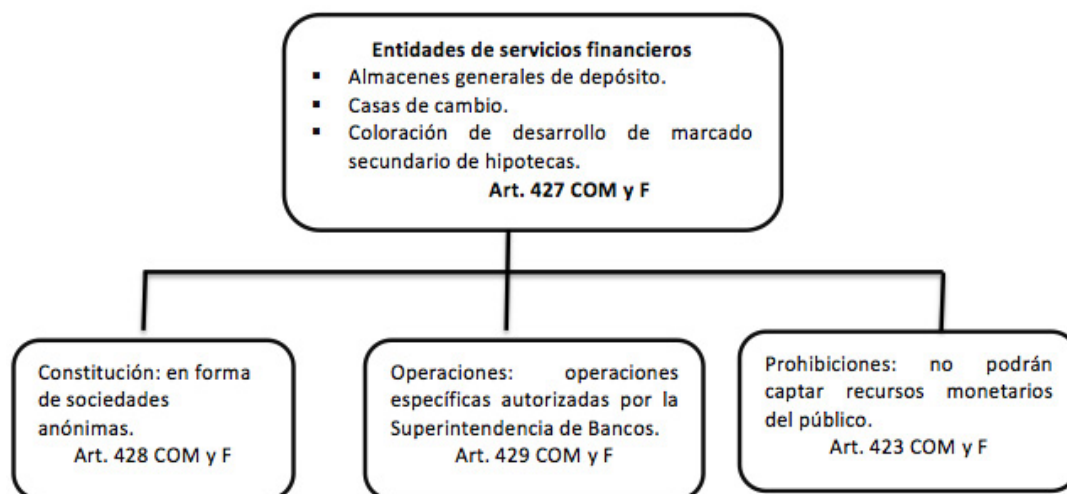 Entidades de servicios financieros
▪ Almacenes generales de depósito.
▪ Casas de cambio.
▪ Coloración de desarrollo de marcado
secundario de hipotecas.
Art. 427 COM y F
Constitución: en forma
de sociedades
anónimas.
Art. 428 COM y F
Operaciones: operaciones
específicas autorizadas por la
Superintendencia de Bancos.
Art. 429 COM y F
Prohibiciones: no podrán
captar recursos monetarios
del público.
Art. 423 COM y F